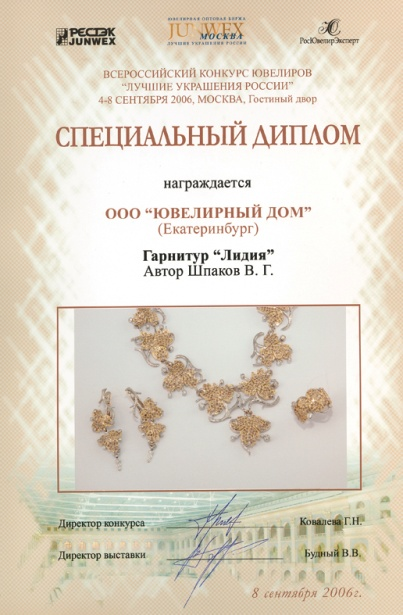 РЕСТЭК
JUNWEX
ЮВЕЛИРНАЯ ОПТОВАЯ БИРЖА
JUNWEX
МОСКВА
ЛУЧШИЕ УКРАШЕНИЯ РОССИИ
РосЮвелирЭксперт
ВСЕРОССИЙСКИЙ КОНКУРС ЮВЕЛИРОВ
"ЛУЧШИЕ УКРАШЕНИЯ РОССИИ"
4-8 СЕНТЯБРЯ 2006, МОСКВА, Гостиный двор
СПЕЦИАЛЬНЫЙ ДИПЛОМ
награждается
ООО "ЮВЕЛИРНЫЙ ДОМ"
(Екатеринбург)
Гарнитур "Лидия"
Автор Шпаков В. Г.
Директор конкурса Ковалева Г.Н.
Директор выставки Будный В.В.
8 сентября 2006г.